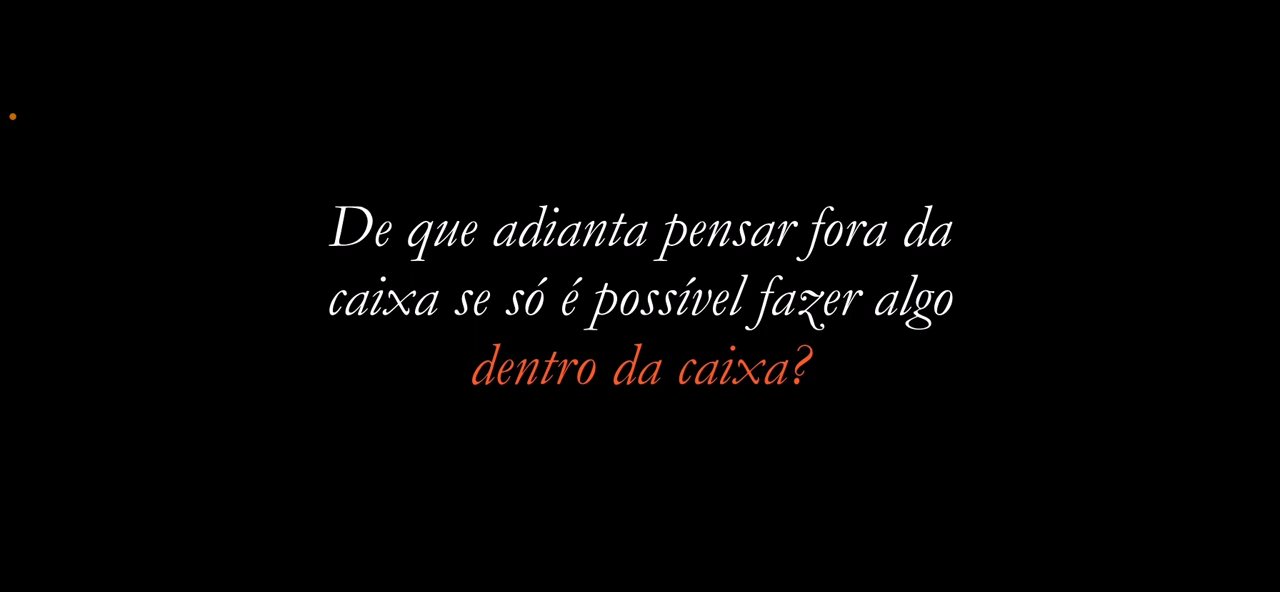 De que adianta pensar fora da
caixa se só é possível fazer algo
dentro da caixa?